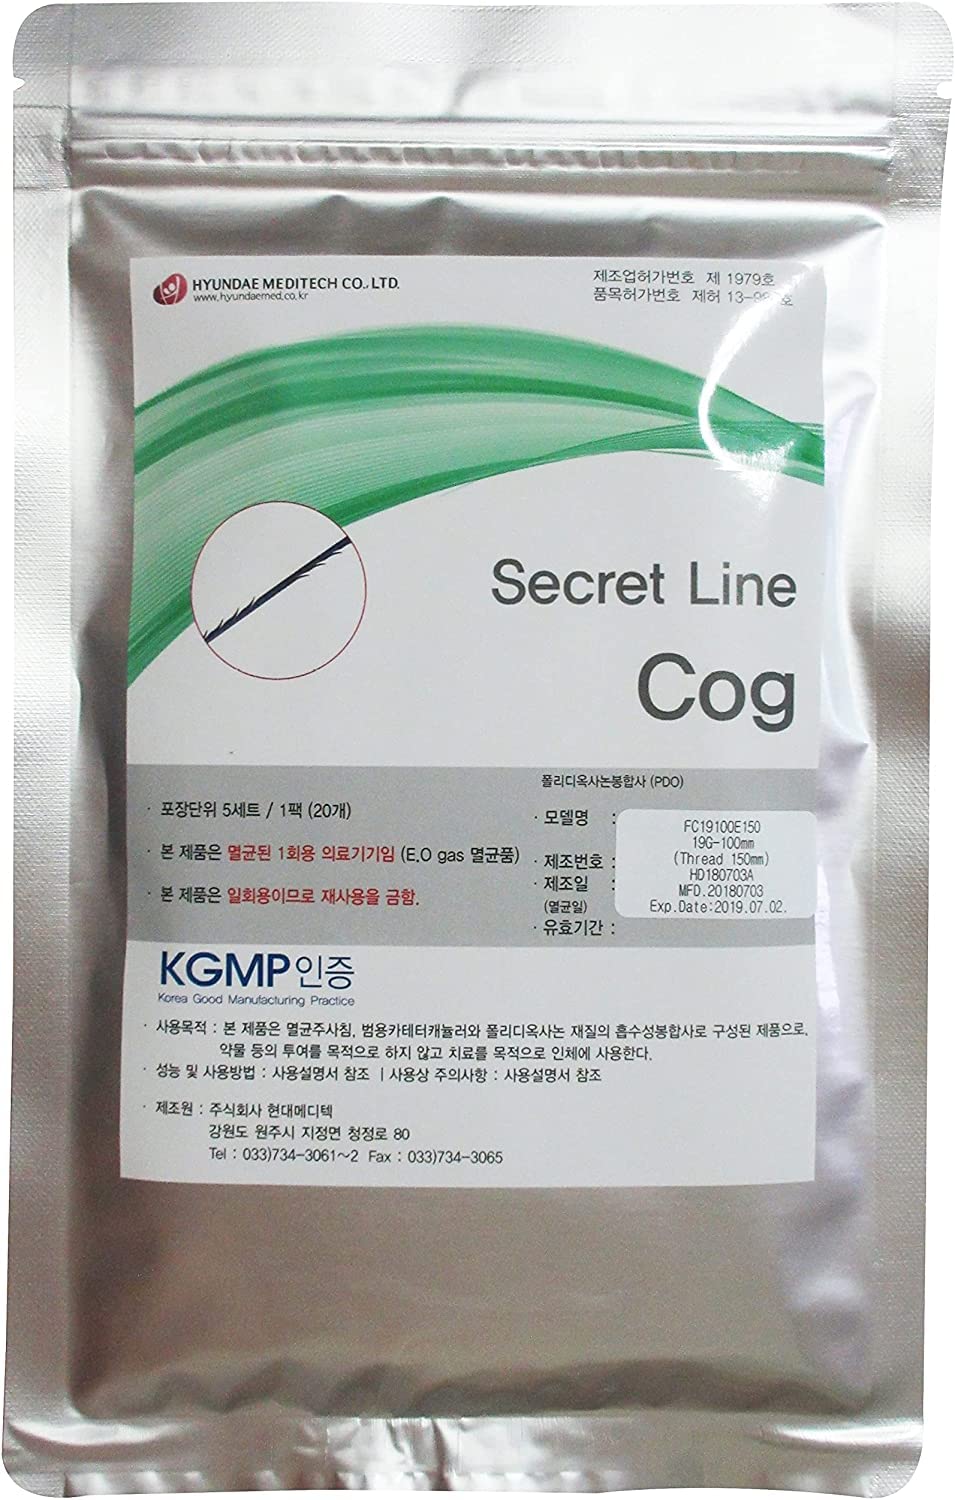 HYUNDAE MEDITECH CO., LTD.
www.hyundaemed.co.kr
제조업허가번호 제 1979호
품목허가번호 제허 13-호
Secret Line
Cog
폴리디옥사논봉합사 (PDO)
· 포장단위 5세트 / 1팩 (20개)
· 본 제품은 멸균된 1회용 의료기기임 (E.O gas 멸균품)
· 본 제품은 일회용이므로 재사용을 금함.
· 모델명 :
· 제조번호 :
· 제조일 :
(멸균일)
· 유효기간 :
FC19100E150
19G-100mm
(Thread 150mm)
HD180703A
MFD.20180703
Exp.Date:2019.07.02.
KGMP인증
Korea Good Manufacturing Practice
· 사용목적 : 본 제품은 멸균주사침, 범용카테터캐뉼러와 폴리디옥사논 재질의 흡수성봉합사로 구성된 제품으로,
약물 등의 투여를 목적으로 하지 않고 치료를 목적으로 인체에 사용한다.
· 성능 및 사용방법 : 사용설명서 참조 | 사용상 주의사항 : 사용설명서 참조
· 제조원 : 주식회사 현대메디텍
강원도 원주시 지정면 청정로 80
Tel : 033)734-3061~2 Fax : 033)734-3065